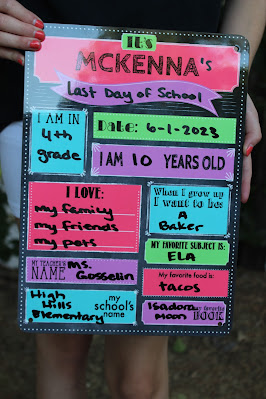 It's
MCKENNA's
Last Day of School
I AM IN
4th
grade
Date: 6-1-2023
I AM 10 YEARS OLD
I LOVE:
my family
my friends
my pets
When I grow up
I want to be:
A
Baker
MY FAVORITE SUBJECT IS:
ELA
MY TEACHER'S
NAME Ms.
Gosselin
My favorite food is:
tacos
High
Hills
Elementary
my
school's
name
Isadora
Moon
my favorite
BOOK